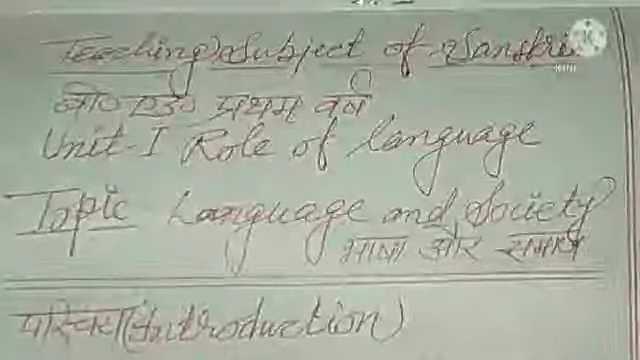 Teaching Subject of Sanskrit
बी० एड० प्रथम वर्ष
Unit-I Role of language
Topic Language and Society
भाषा और समाज
परिचय (Introduction)